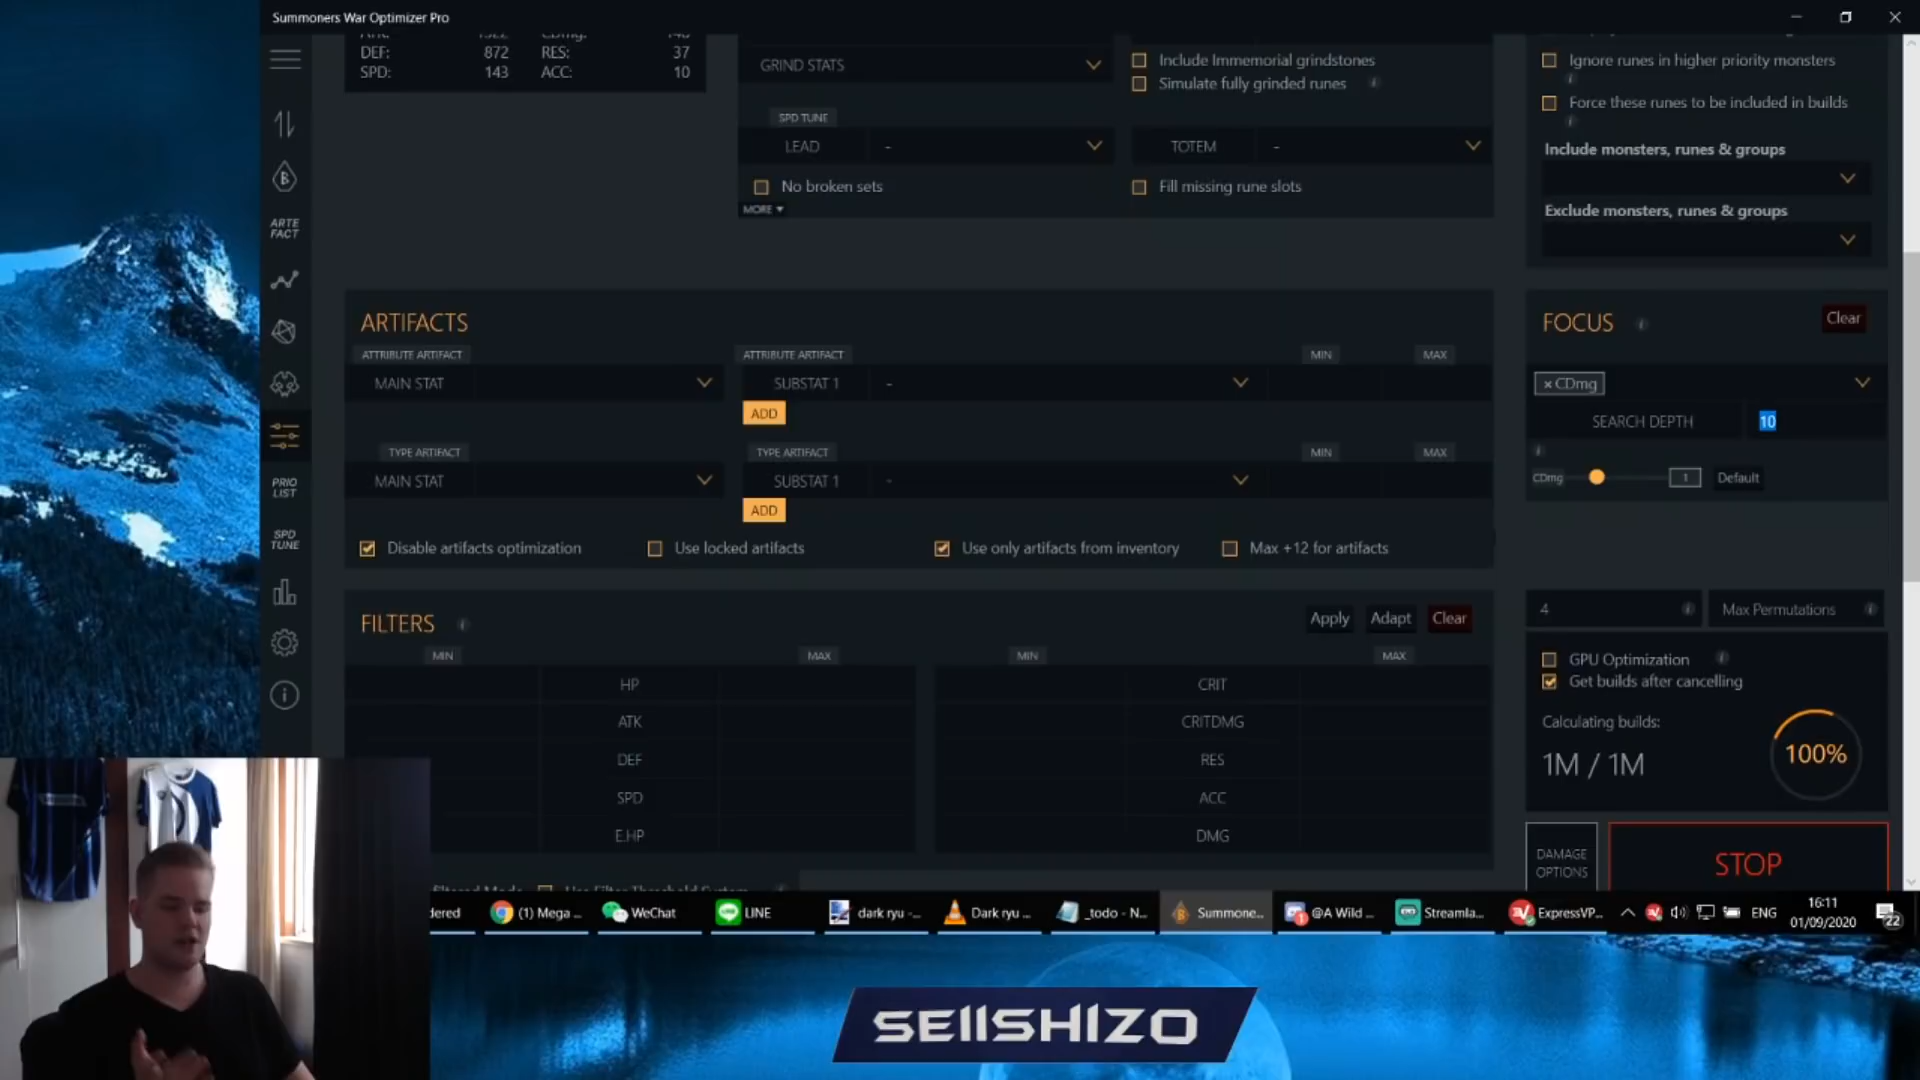 Summoners War Optimizer Pro
DEF: 872 RES: 37
SPD: 143 ACC: 10
GRIND STATS
Include Immemorial grindstones
Simulate fully grinded runes
SPD TUNE
LEAD - TOTEM -
No broken sets
Fill missing rune slots
MORE
Ignore runes in higher priority monsters
Force these runes to be included in builds
Include monsters, runes & groups
Exclude monsters, runes & groups
ARTE
FACT
PRIO
LIST
SPD
TUNE
ARTIFACTS
ATTRIBUTE ARTIFACT ATTRIBUTE ARTIFACT MIN MAX
MAIN STAT SUBSTAT 1 -
ADD
TYPE ARTIFACT TYPE ARTIFACT MIN MAX
MAIN STAT SUBSTAT 1 -
ADD
Disable artifacts optimization Use locked artifacts Use only artifacts from inventory Max +12 for artifacts
FOCUS Clear
× CDmg
SEARCH DEPTH 10
CDmg 1 Default
FILTERS Apply Adapt Clear
MIN MAX MIN MAX
HP CRIT
ATK CRITDMG
DEF RES
SPD ACC
E.HP DMG
4 Max Permutations
GPU Optimization
Get builds after cancelling
Calculating builds:
1M / 1M 100%
DAMAGE
OPTIONS
STOP
dered (1) Mega ... WeChat LINE dark ryu -... Dark ryu ... _todo - N... Summone... @A Wild ... Streamla... ExpressVP... ENG
16:11
01/09/2020
22
SEllSHIZO